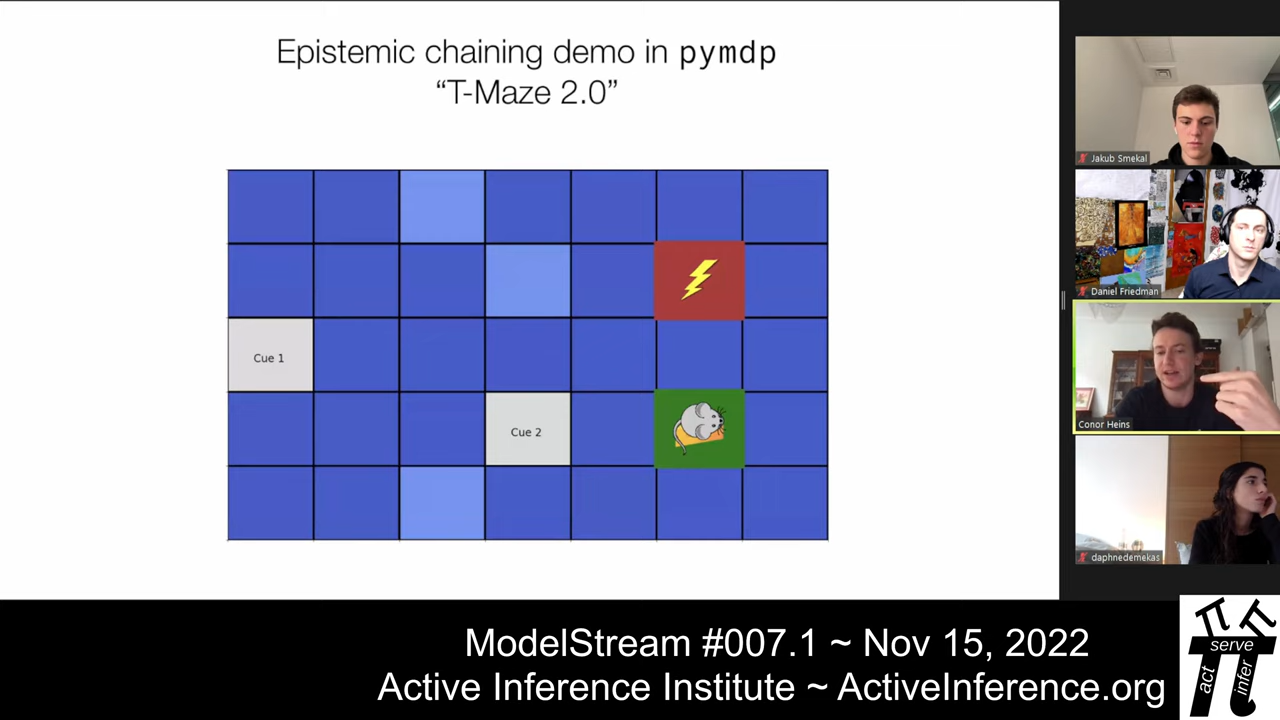 Epistemic chaining demo in pymdp
“T-Maze 2.0”
Cue 1
Cue 2
Jakub Smekal
Daniel Friedman
Conor Heins
daphnedemekas
ModelStream #007.1 ~ Nov 15, 2022
Active Inference Institute ~ ActiveInference.org
serve
act
infer